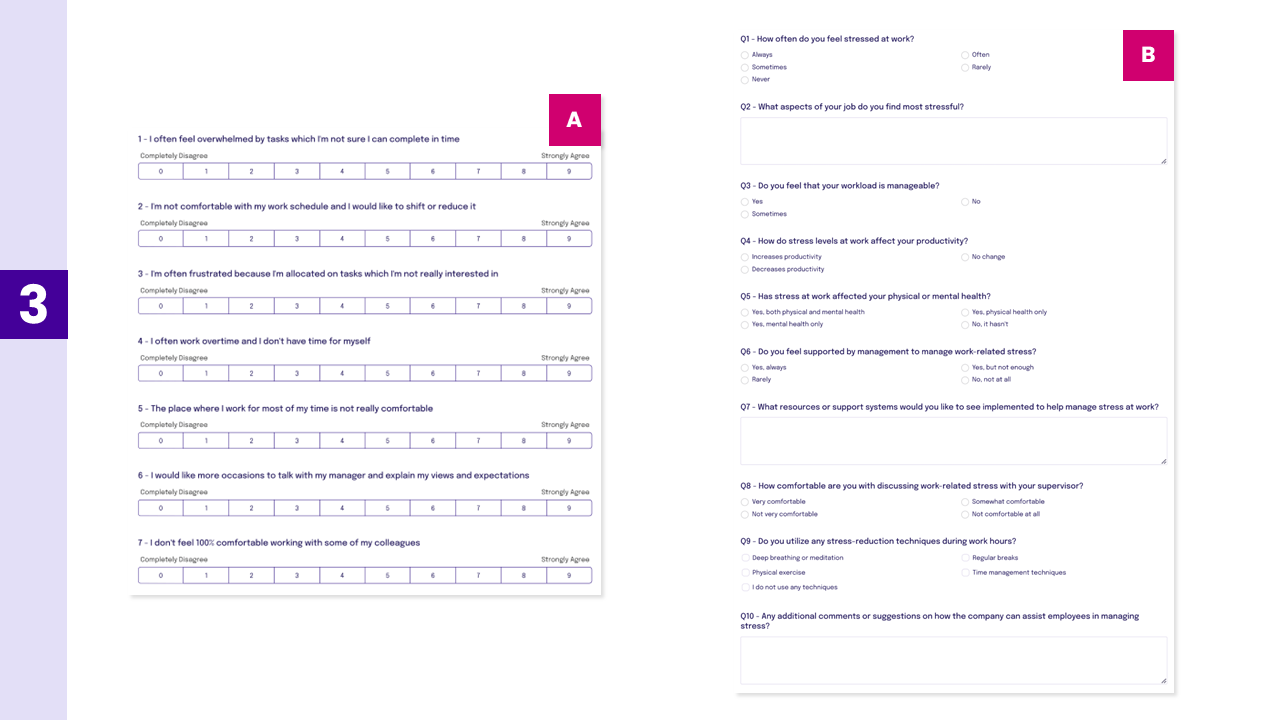 3
A
1 - I often feel overwhelmed by tasks which I'm not sure I can complete in time
Completely Disagree Strongly Agree
0 1 2 3 4 5 6 7 8 9
2 - I'm not comfortable with my work schedule and I would like to shift or reduce it
Completely Disagree Strongly Agree
0 1 2 3 4 5 6 7 8 9
3 - I'm often frustrated because I'm allocated on tasks which I'm not really interested in
Completely Disagree Strongly Agree
0 1 2 3 4 5 6 7 8 9
4 - I often work overtime and I don't have time for myself
Completely Disagree Strongly Agree
0 1 2 3 4 5 6 7 8 9
5 - The place where I work for most of my time is not really comfortable
Completely Disagree Strongly Agree
0 1 2 3 4 5 6 7 8 9
6 - I would like more occasions to talk with my manager and explain my views and expectations
Completely Disagree Strongly Agree
0 1 2 3 4 5 6 7 8 9
7 - I don't feel 100% comfortable working with some of my colleagues
Completely Disagree Strongly Agree
0 1 2 3 4 5 6 7 8 9
B
Q1 - How often do you feel stressed at work?
Always Often
Sometimes Rarely
Never
Q2 - What aspects of your job do you find most stressful?
Q3 - Do you feel that your workload is manageable?
Yes No
Sometimes
Q4 - How do stress levels at work affect your productivity?
Increases productivity No change
Decreases productivity
Q5 - Has stress at work affected your physical or mental health?
Yes, both physical and mental health Yes, physical health only
Yes, mental health only No, it hasn't
Q6 - Do you feel supported by management to manage work-related stress?
Yes, always Yes, but not enough
Rarely No, not at all
Q7 - What resources or support systems would you like to see implemented to help manage stress at work?
Q8 - How comfortable are you with discussing work-related stress with your supervisor?
Very comfortable Somewhat comfortable
Not very comfortable Not comfortable at all
Q9 - Do you utilize any stress-reduction techniques during work hours?
Deep breathing or meditation Regular breaks
Physical exercise Time management techniques
I do not use any techniques
Q10 - Any additional comments or suggestions on how the company can assist employees in managing
stress?